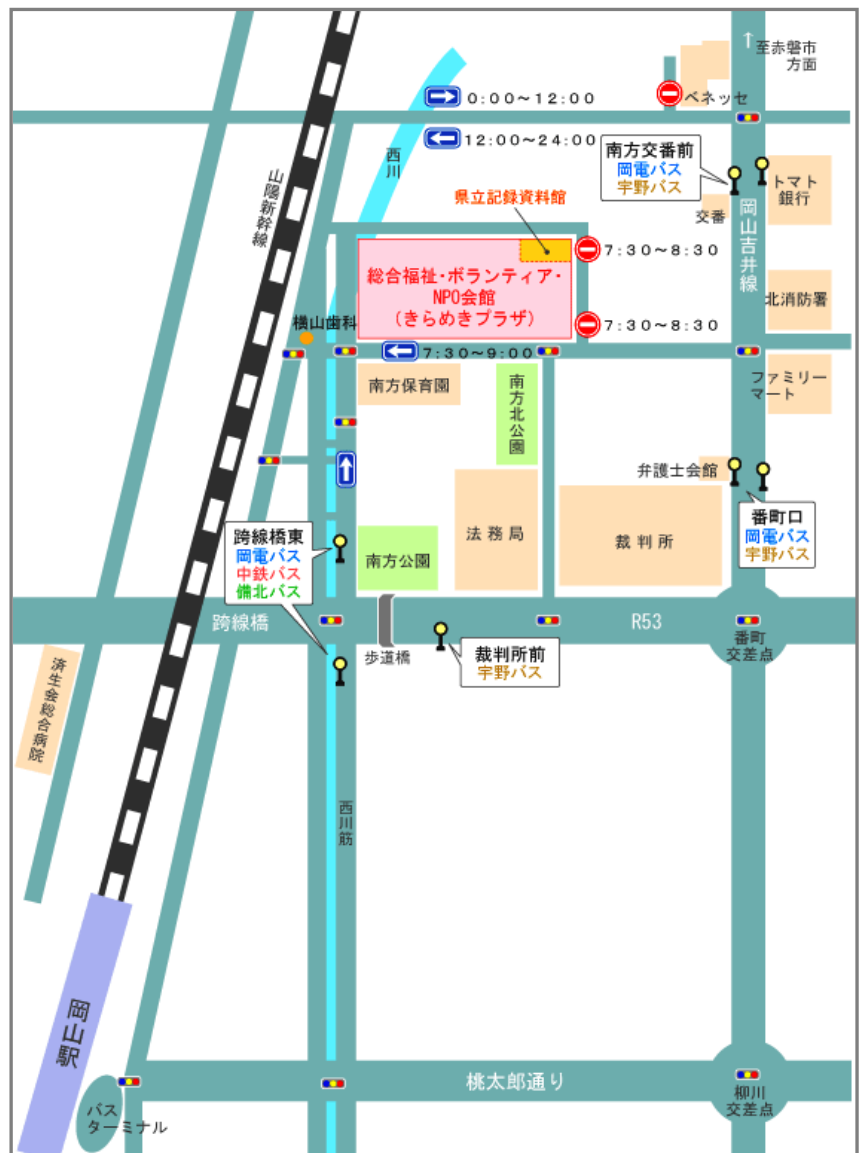 ↑至赤磐市
方面
0:00～12:00
ベネッセ
12:00～24:00
西川
南方交番前
岡電バス
宇野バス
トマト
銀行
山陽新幹線
県立記録資料館
交番
岡山吉井線
7:30～8:30
総合福祉・ボランティア・
NPO会館
(きらめきプラザ)
北消防署
横山歯科
7:30～8:30
7:30～9:00
南方保育園
南方北公園
ファミリー
マート
弁護士会館
跨線橋東
岡電バス
中鉄バス
備北バス
南方公園
法務局
裁判所
番町口
岡電バス
宇野バス
跨線橋
R53
番町
交差点
歩道橋
裁判所前
宇野バス
済生会総合病院
西川筋
岡山駅
桃太郎通り
バス
ターミナル
柳川
交差点